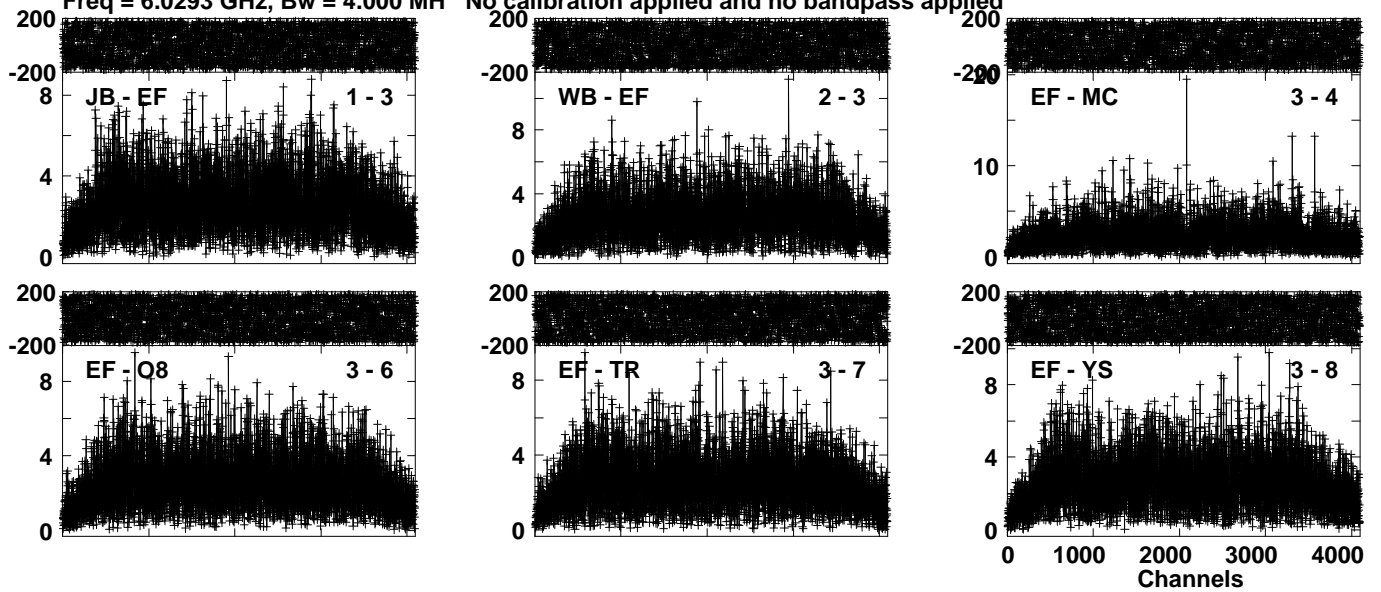 Freq = 6.0293 GHz, Bw = 4.000 MH No calibration applied and no bandpass applied
200 200 200
-200 -200 -200
20
JB - EF 1 - 3 WB - EF 2 - 3 EF - MC 3 - 4
8 8 10
4 4
0 0 0
200 200 200
-200 -200 -200
EF - O8 3 - 6 EF - TR 3 - 7 EF - YS 3 - 8
8 8 8
4 4 4
0 0 0
0 1000 2000 3000 4000
Channels